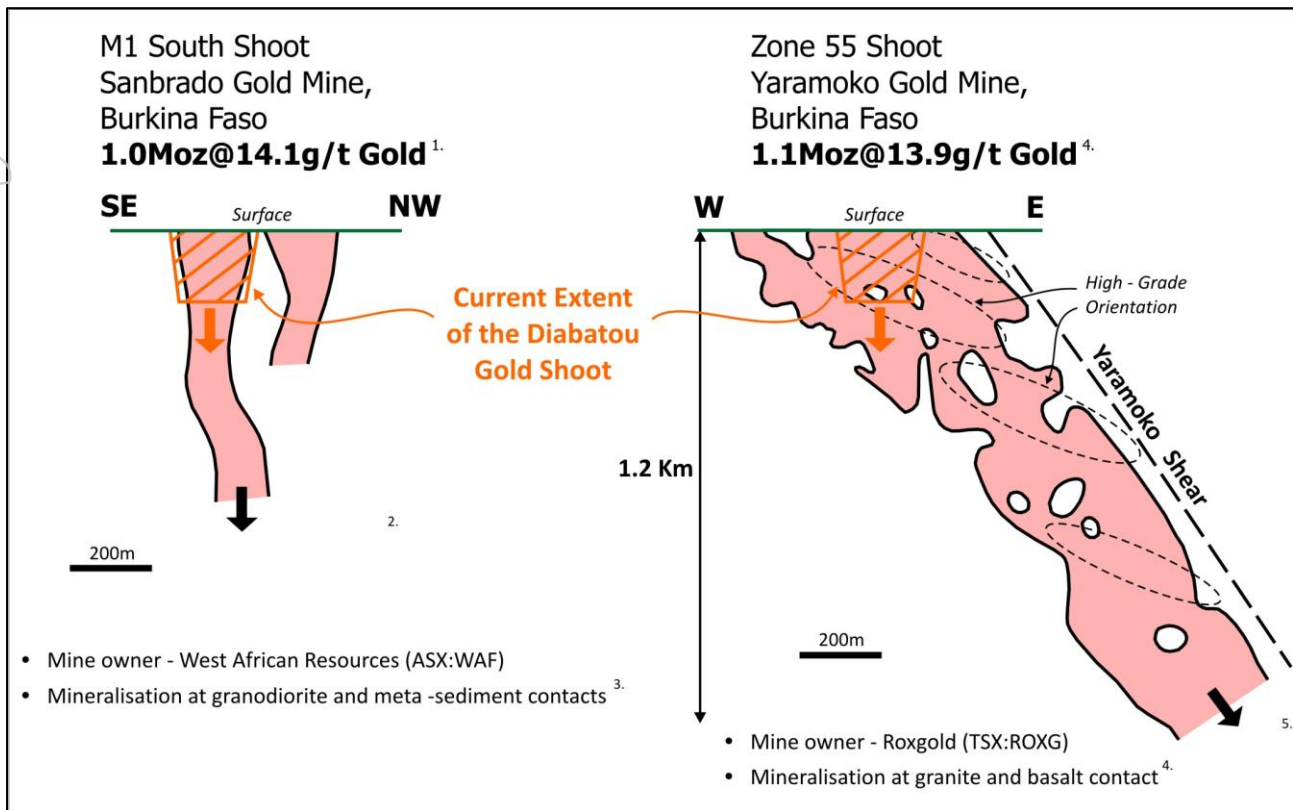 M1 South Shoot
Sanbrado Gold Mine,
Burkina Faso
1.0Moz@14.1g/t Gold 1.
SE
Surface
NW
2.
200m
• Mine owner - West African Resources (ASX:WAF)
• Mineralisation at granodiorite and meta -sediment contacts 3.
Current Extent
of the Diabatou
Gold Shoot
Zone 55 Shoot
Yaramoko Gold Mine,
Burkina Faso
1.1Moz@13.9g/t Gold 4.
W
Surface
E
High - Grade
Orientation
Yaramoko Shear
1.2 Km
200m
5.
• Mine owner - Roxgold (TSX:ROXG)
• Mineralisation at granite and basalt contact 4.